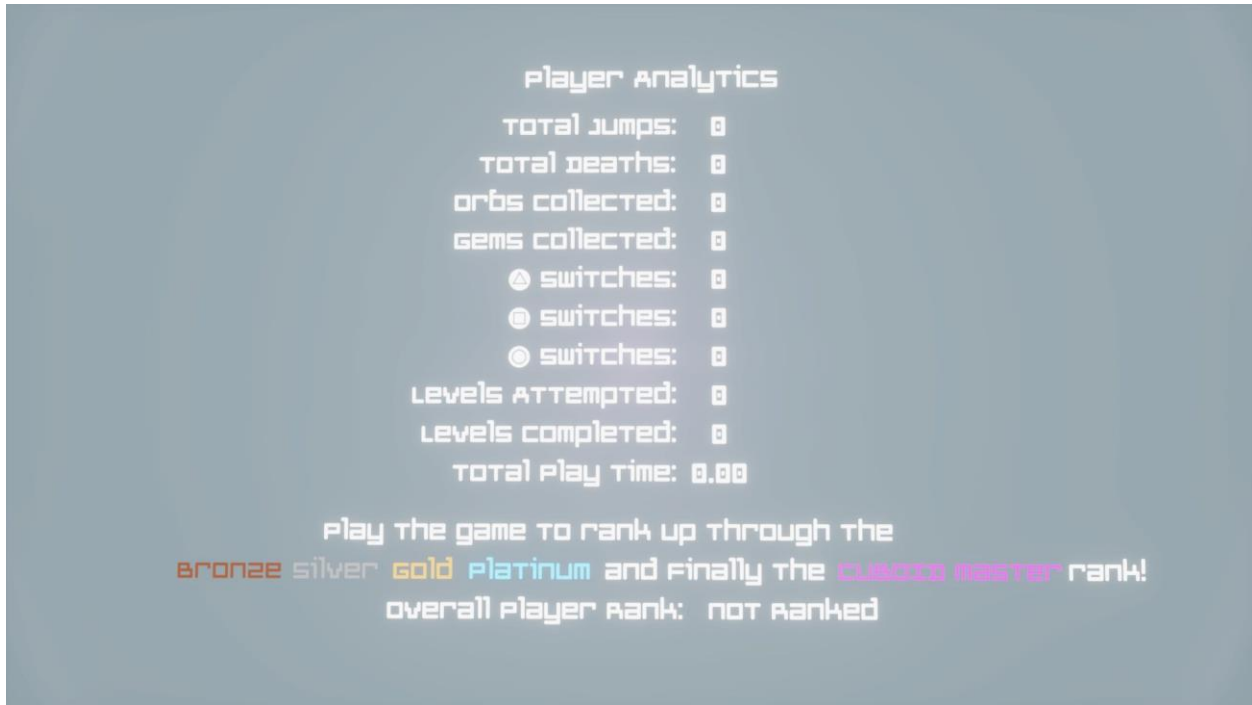 Player Analytics
Total Jumps: 0
Total Deaths: 0
Orbs Collected: 0
Gems Collected: 0
Switches: 0
Switches: 0
Switches: 0
Levels Attempted: 0
Levels Completed: 0
Total Play Time: 0.00
Play the game to rank up through the
Bronze Silver Gold Platinum and finally the Cuboid Master rank!
Overall Player Rank: Not Ranked